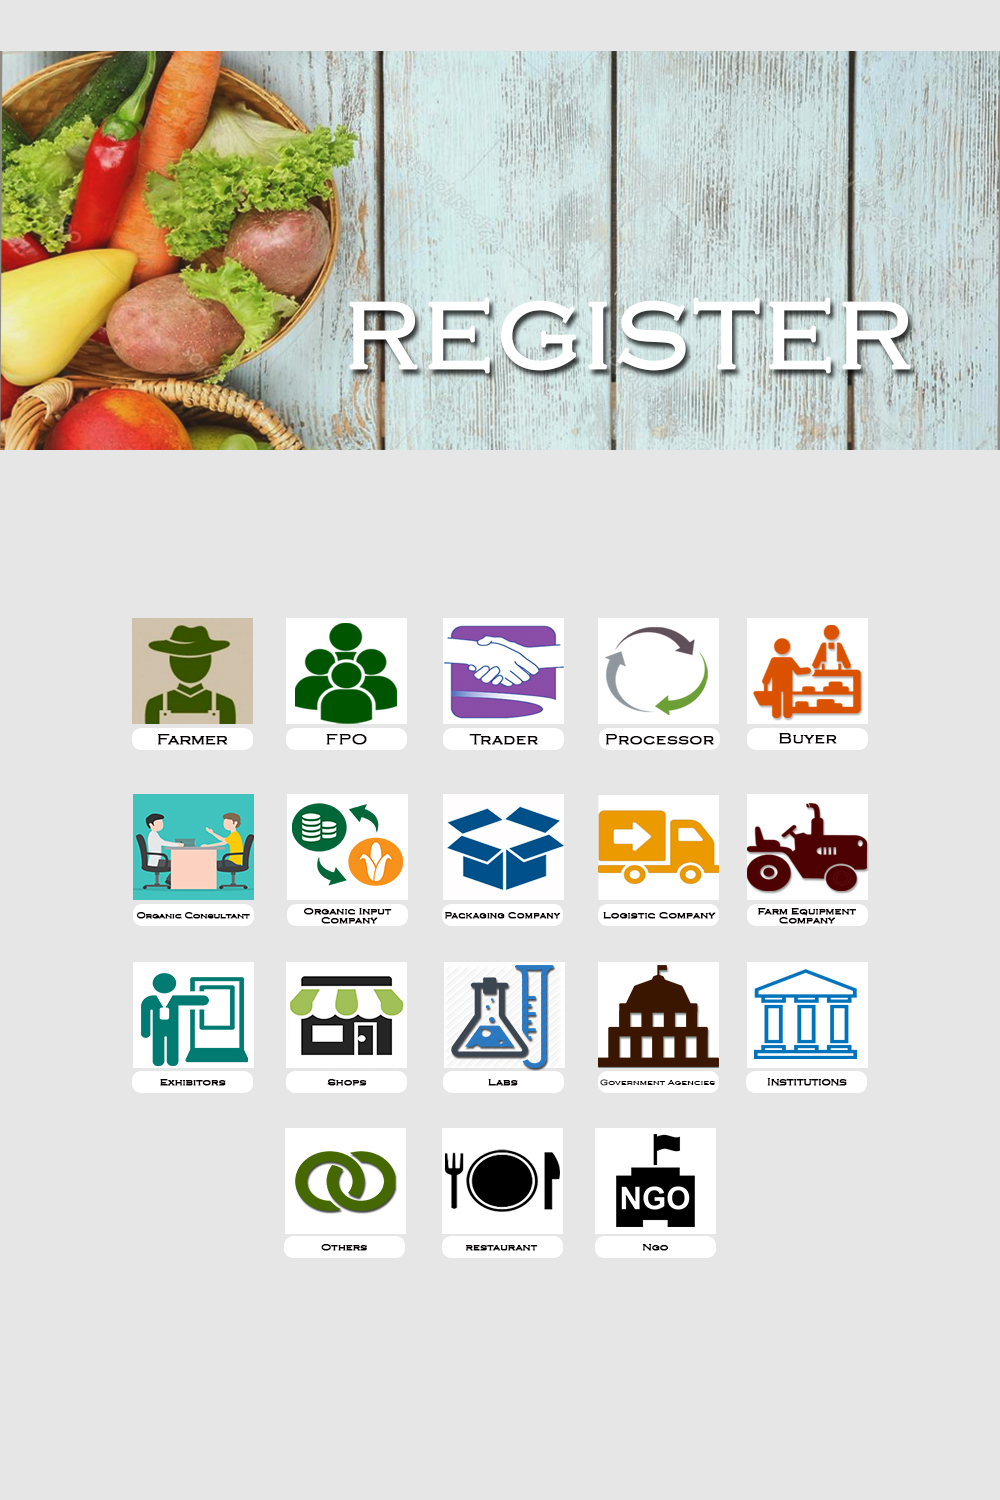 REGISTER
FARMER
FPO
TRADER
PROCESSOR
BUYER
ORGANIC CONSULTANT
ORGANIC INPUT
COMPANY
PACKAGING COMPANY
LOGISTIC COMPANY
FARM EQUIPMENT
COMPANY
EXHIBITORS
SHOPS
LABS
GOVERNMENT AGENCIES
INSTITUTIONS
NGO
OTHERS
RESTAURANT
NGO